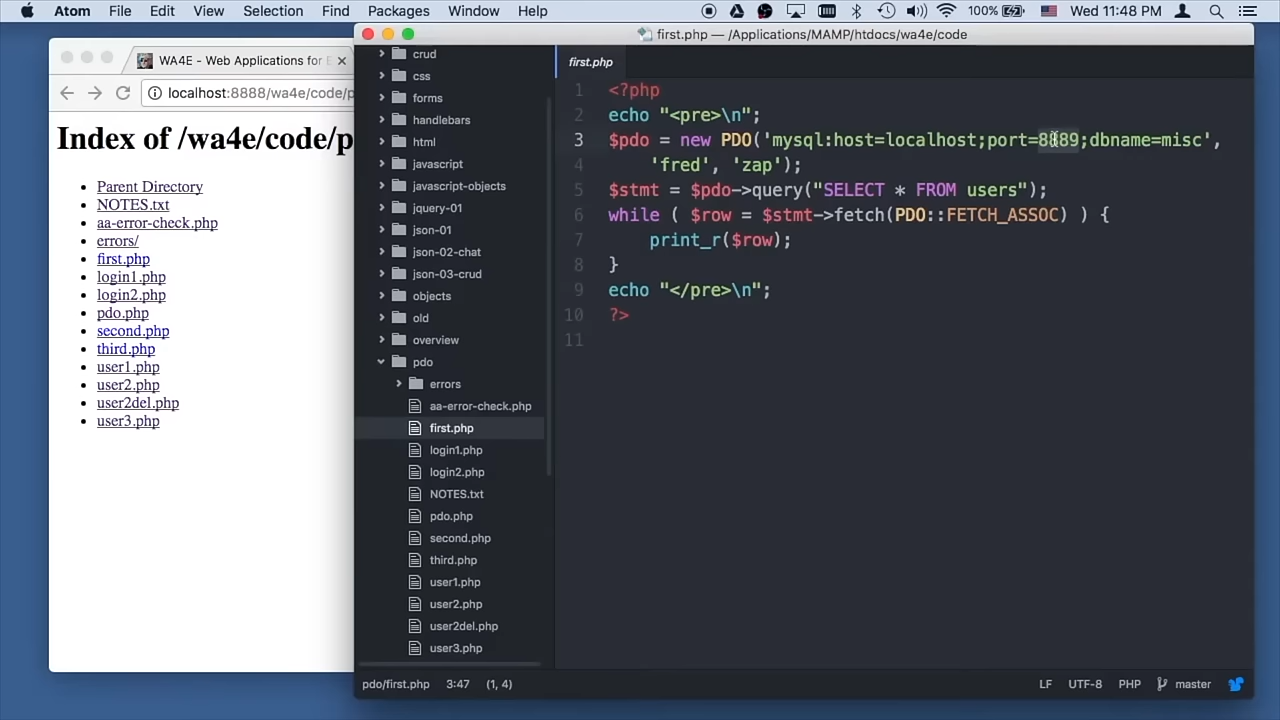 Atom File Edit View Selection Find Packages Window Help 100% Wed 11:48 PM
first.php — /Applications/MAMP/htdocs/wa4e/code
WA4E - Web Applications for E
localhost:8888/wa4e/code/p
Index of /wa4e/code/p
Parent Directory
NOTES.txt
aa-error-check.php
errors/
first.php
login1.php
login2.php
pdo.php
second.php
third.php
user1.php
user2.php
user2del.php
user3.php
crud
css
forms
handlebars
html
javascript
javascript-objects
jquery-01
json-01
json-02-chat
json-03-crud
objects
old
overview
pdo
errors
aa-error-check.php
first.php
login1.php
login2.php
NOTES.txt
pdo.php
second.php
third.php
user1.php
user2.php
user2del.php
user3.php
first.php
1 <?php
2 echo "<pre>\n";
3 $pdo = new PDO('mysql:host=localhost;port=8889;dbname=misc',
4 'fred', 'zap');
5 $stmt = $pdo->query("SELECT * FROM users");
6 while ( $row = $stmt->fetch(PDO::FETCH_ASSOC) ) {
7 print_r($row);
8 }
9 echo "</pre>\n";
10 ?>
11
pdo/first.php 3:47 (1, 4) LF UTF-8 PHP master